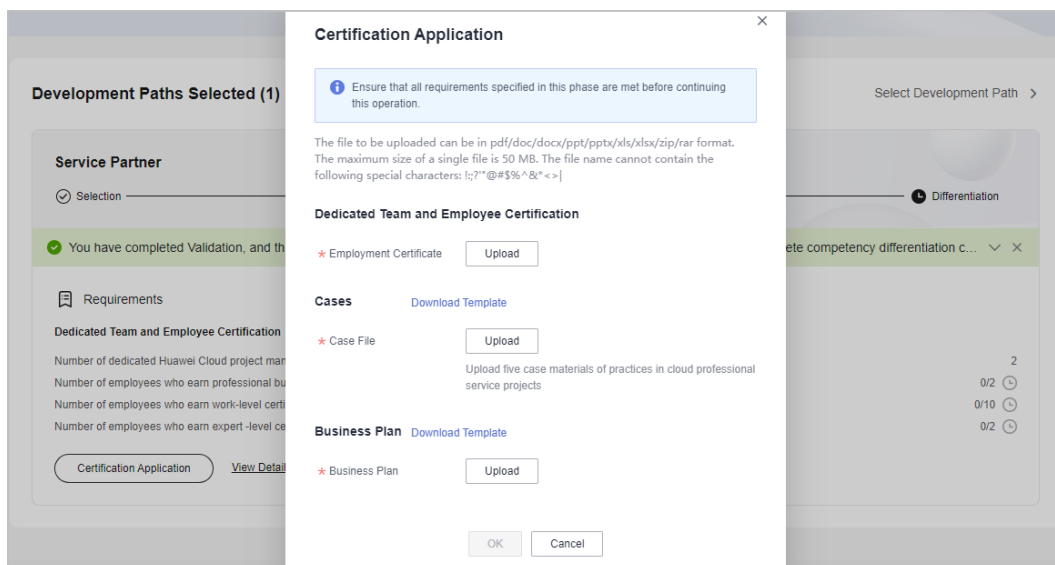 Certification Application
Ensure that all requirements specified in this phase are met before continuing
this operation.
The file to be uploaded can be in pdf/doc/docx/ppt/pptx/xls/xlsx/zip/rar format.
The maximum size of a single file is 50 MB. The file name cannot contain the
following special characters: !:;?'"@#$%^&*<>|
Dedicated Team and Employee Certification
* Employment Certificate Upload
Cases Download Template
* Case File Upload
Upload five case materials of practices in cloud professional
service projects
Business Plan Download Template
* Business Plan Upload
OK Cancel
Development Paths Selected (1) Select Development Path >
Service Partner
Selection Differentiation
You have completed Validation, and th ete competency differentiation c...
Requirements
Dedicated Team and Employee Certification
Number of dedicated Huawei Cloud project man 2
Number of employees who earn professional bu 0/2
Number of employees who earn work-level certi 0/10
Number of employees who earn expert -level ce 0/2
Certification Application View Detail